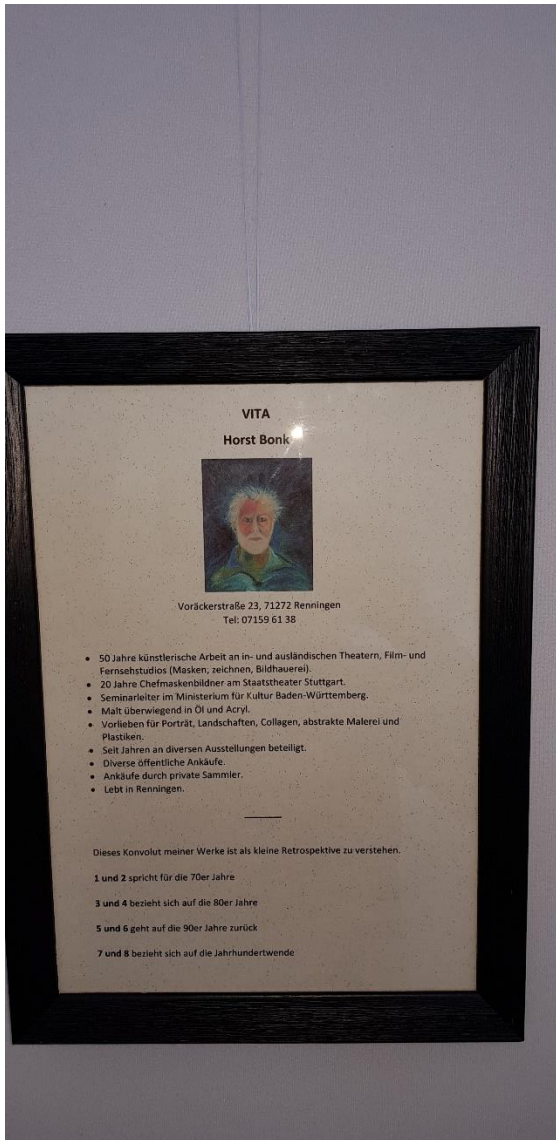 VITA
Horst Bonk
Voräckerstraße 23, 71272 Renningen
Tel: 07159 61 38
• 50 Jahre künstlerische Arbeit an in- und ausländischen Theatern, Film- und
Fernsehstudios (Masken, zeichnen, Bildhauerei).
• 20 Jahre Chefmaskenbildner am Staatstheater Stuttgart.
• Seminarleiter im Ministerium für Kultur Baden-Württemberg.
• Malt überwiegend in Öl und Acryl.
• Vorlieben für Porträt, Landschaften, Collagen, abstrakte Malerei und
Plastiken.
• Seit Jahren an diversen Ausstellungen beteiligt.
• Diverse öffentliche Ankäufe.
• Ankäufe durch private Sammler.
• Lebt in Renningen.
Dieses Konvolut meiner Werke ist als kleine Retrospektive zu verstehen.
1 und 2 spricht für die 70er Jahre
3 und 4 bezieht sich auf die 80er Jahre
5 und 6 geht auf die 90er Jahre zurück
7 und 8 bezieht sich auf die Jahrhundertwende